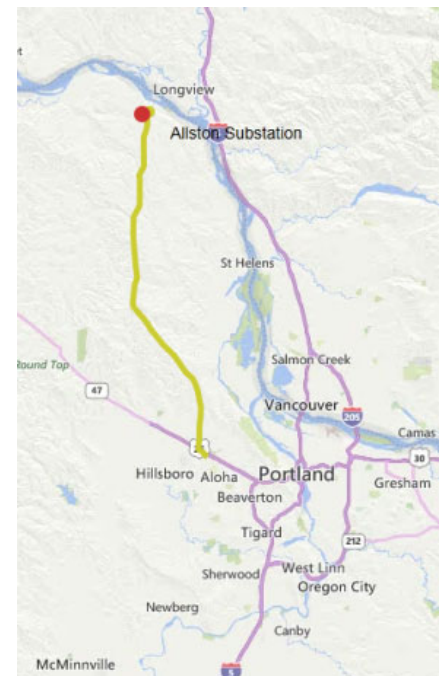 Longview
Allston Substation
St Helens
Round Top
Salmon Creek
47
Vancouver
205
Camas
26
Hillsboro
Aloha
Portland
30
Beaverton
Gresham
Tigard
212
Sherwood
West Linn
Oregon City
Newberg
Canby
McMinnville
5